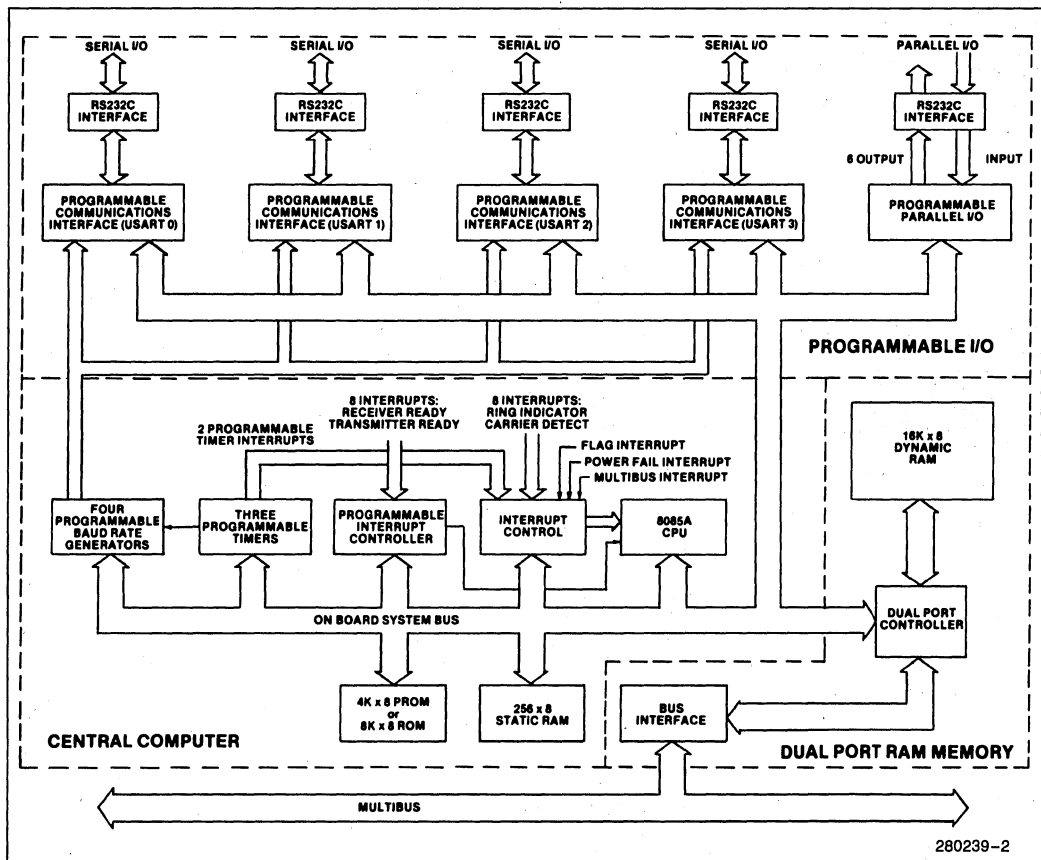 SERIAL I/O
SERIAL I/O
SERIAL I/O
SERIAL I/O
PARALLEL I/O
RS232C
INTERFACE
RS232C
INTERFACE
RS232C
INTERFACE
RS232C
INTERFACE
RS232C
INTERFACE
6 OUTPUT
INPUT
PROGRAMMABLE
COMMUNICATIONS
INTERFACE (USART 0)
PROGRAMMABLE
COMMUNICATIONS
INTERFACE (USART 1)
PROGRAMMABLE
COMMUNICATIONS
INTERFACE (USART 2)
PROGRAMMABLE
COMMUNICATIONS
INTERFACE (USART 3)
PROGRAMMABLE
PARALLEL I/O
PROGRAMMABLE I/O
2 PROGRAMMABLE
TIMER INTERRUPTS
8 INTERRUPTS:
RECEIVER READY
TRANSMITTER READY
8 INTERRUPTS:
RING INDICATOR
CARRIER DETECT
FLAG INTERRUPT
POWER FAIL INTERRUPT
MULTIBUS INTERRUPT
16K x 8
DYNAMIC
RAM
FOUR
PROGRAMMABLE
BAUD RATE
GENERATORS
THREE
PROGRAMMABLE
TIMERS
PROGRAMMABLE
INTERRUPT
CONTROLLER
INTERRUPT
CONTROL
8085A
CPU
ON BOARD SYSTEM BUS
DUAL PORT
CONTROLLER
4K x 8 PROM
or
8K x 8 ROM
256 x 8
STATIC RAM
BUS
INTERFACE
CENTRAL COMPUTER
DUAL PORT RAM MEMORY
MULTIBUS
280239-2